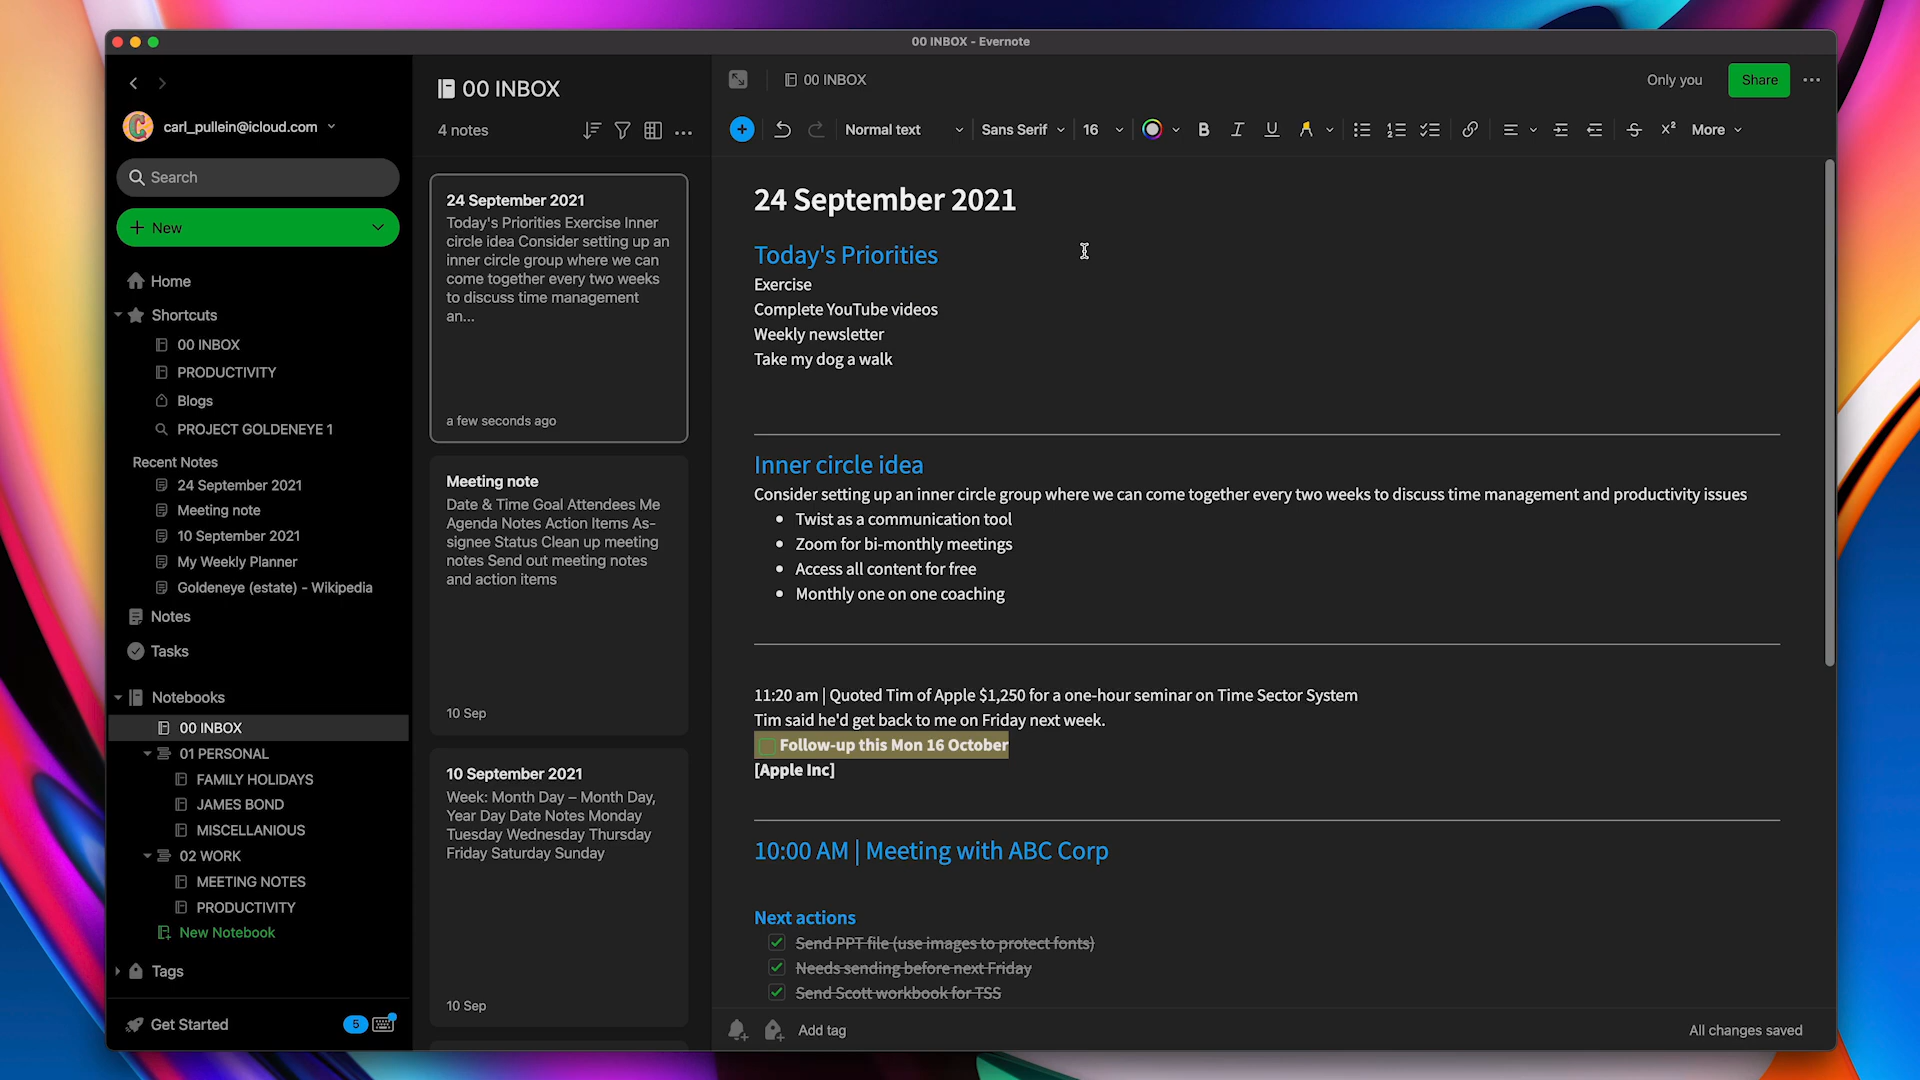 00 INBOX - Evernote
carl_pullein@icloud.com
Search
New
Home
Shortcuts
00 INBOX
PRODUCTIVITY
Blogs
PROJECT GOLDENEYE 1
Recent Notes
24 September 2021
Meeting note
10 September 2021
My Weekly Planner
Goldeneye (estate) - Wikipedia
Notes
Tasks
Notebooks
00 INBOX
01 PERSONAL
FAMILY HOLIDAYS
JAMES BOND
MISCELLANIOUS
02 WORK
MEETING NOTES
PRODUCTIVITY
New Notebook
Tags
Get Started
5
00 INBOX
4 notes
24 September 2021
Today's Priorities Exercise Inner
circle idea Consider setting up an
inner circle group where we can
come together every two weeks
to discuss time management
an...
a few seconds ago
Meeting note
Date & Time Goal Attendees Me
Agenda Notes Action Items As-
signee Status Clean up meeting
notes Send out meeting notes
and action items
10 Sep
10 September 2021
Week: Month Day – Month Day,
Year Day Date Notes Monday
Tuesday Wednesday Thursday
Friday Saturday Sunday
10 Sep
00 INBOX
Only you
Share
Normal text
Sans Serif
16
B I U
More
24 September 2021
Today's Priorities
Exercise
Complete YouTube videos
Weekly newsletter
Take my dog a walk
Inner circle idea
Consider setting up an inner circle group where we can come together every two weeks to discuss time management and productivity issues
• Twist as a communication tool
• Zoom for bi-monthly meetings
• Access all content for free
• Monthly one on one coaching
11:20 am | Quoted Tim of Apple $1,250 for a one-hour seminar on Time Sector System
Tim said he'd get back to me on Friday next week.
Follow-up this Mon 16 October
[Apple Inc]
10:00 AM | Meeting with ABC Corp
Next actions
Send PPT file (use images to protect fonts)
Needs sending before next Friday
Send Scott workbook for TSS
Add tag
All changes saved